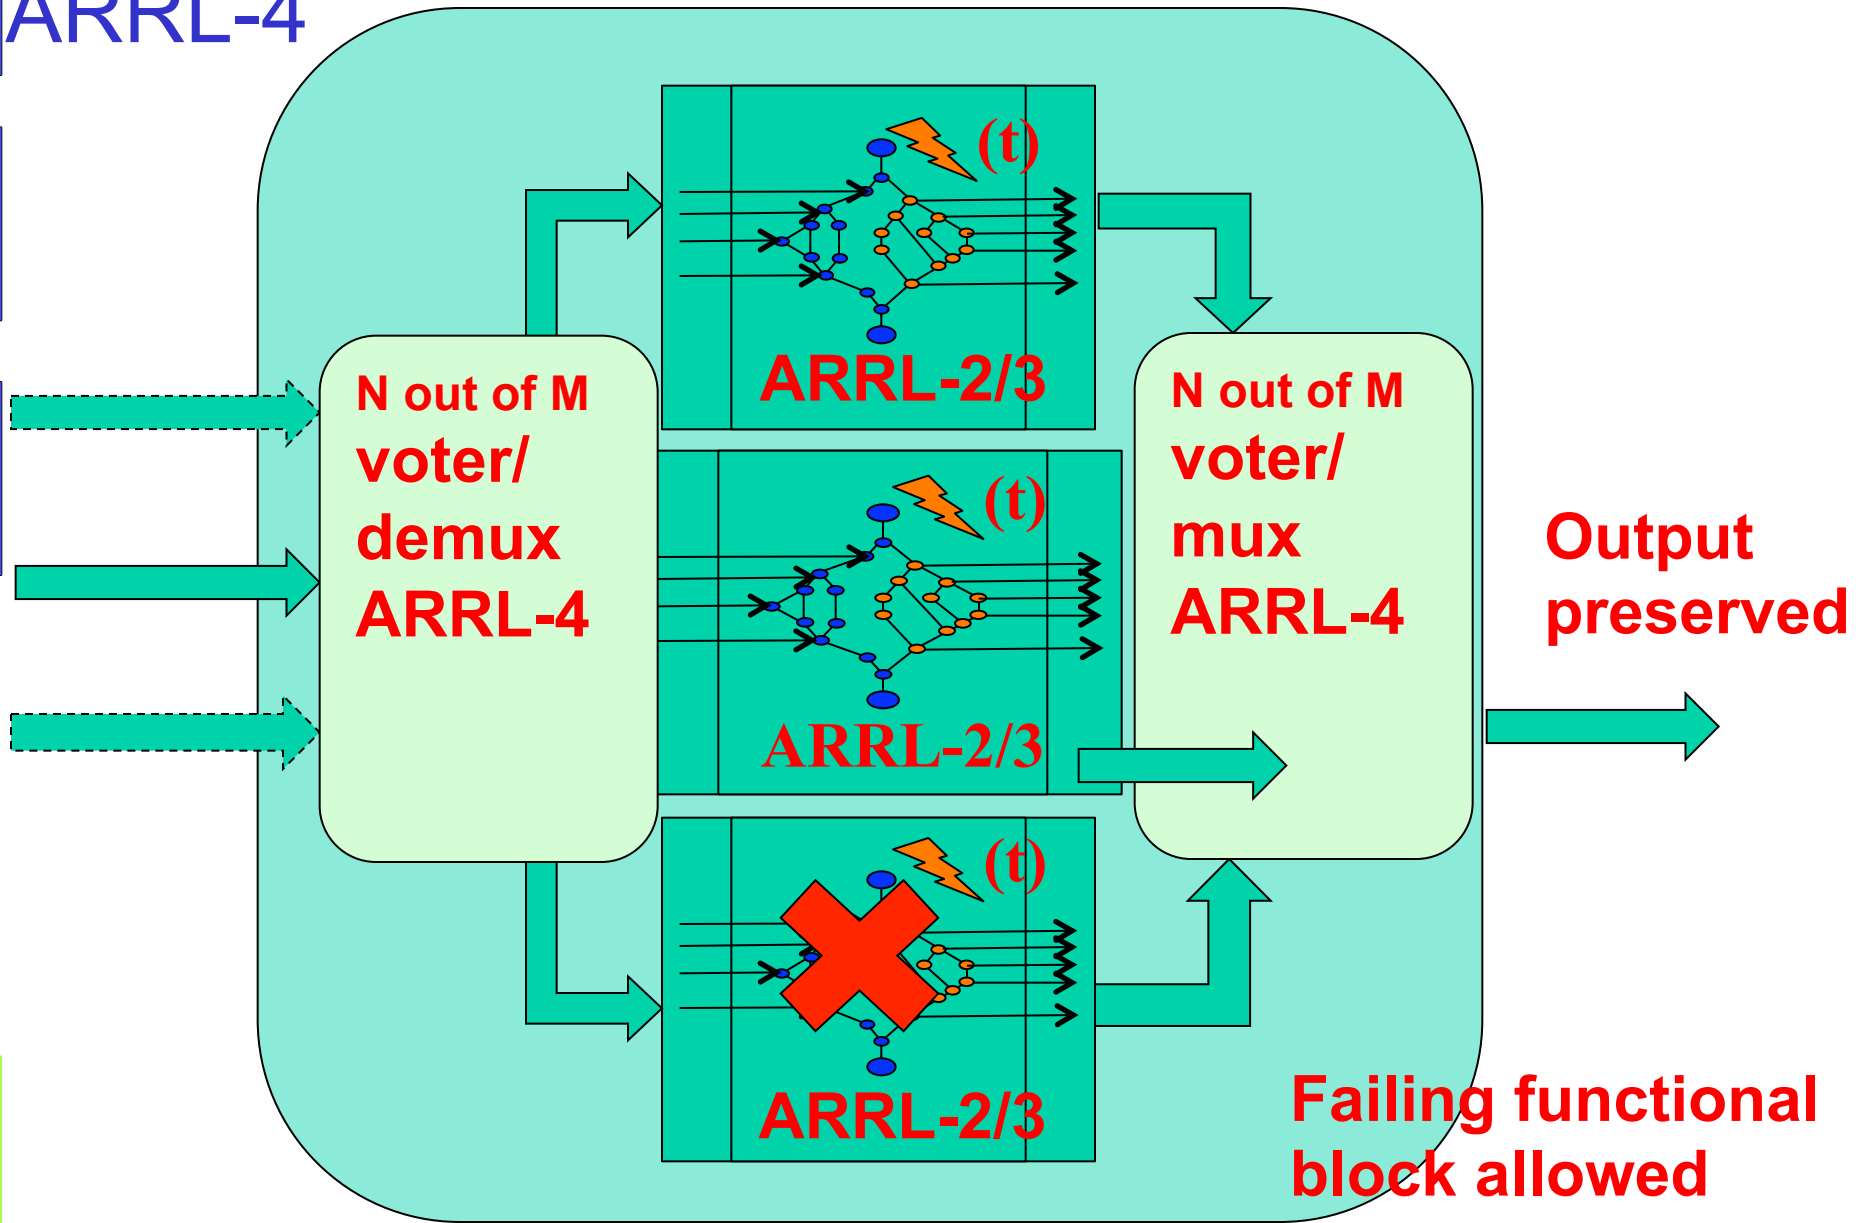 ARRL-4
(t)
ARRL-2/3
N out of M
voter/
demux
ARRL-4
(t)
ARRL-2/3
N out of M
voter/
mux
ARRL-4
Output
preserved
(t)
ARRL-2/3
Failing functional
block allowed